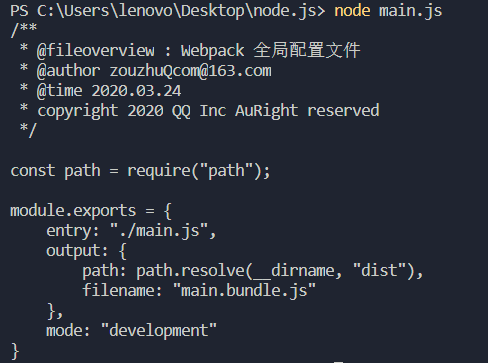 PS C:\Users\lenovo\Desktop\node.js> node main.js
/**
 * @fileoverview : Webpack 全局配置文件
 * @author zouzhuQcom@163.com
 * @time 2020.03.24
 * copyright 2020 QQ Inc AuRight reserved
 */

const path = require("path");

module.exports = {
    entry: "./main.js",
    output: {
        path: path.resolve(__dirname, "dist"),
        filename: "main.bundle.js"
    },
    mode: "development"
}